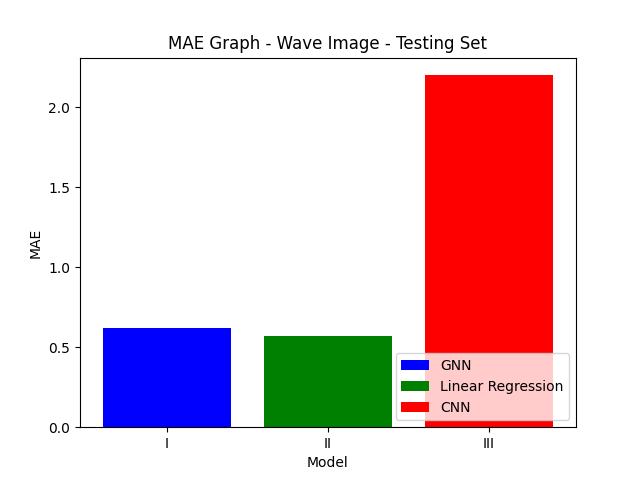 MAE Graph - Wave Image - Testing Set
MAE
2.0
1.5
1.0
0.5
0.0
GNN
Linear Regression
CNN
I
II
III
Model